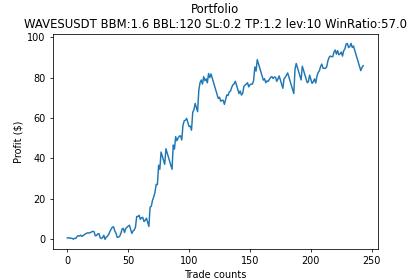 Portfolio
WAVESUSDT BBM:1.6 BBL:120 SL:0.2 TP:1.2 lev:10 WinRatio:57.0
100
80
60
40
20
0
Profit ($)
0 50 100 150 200 250
Trade counts